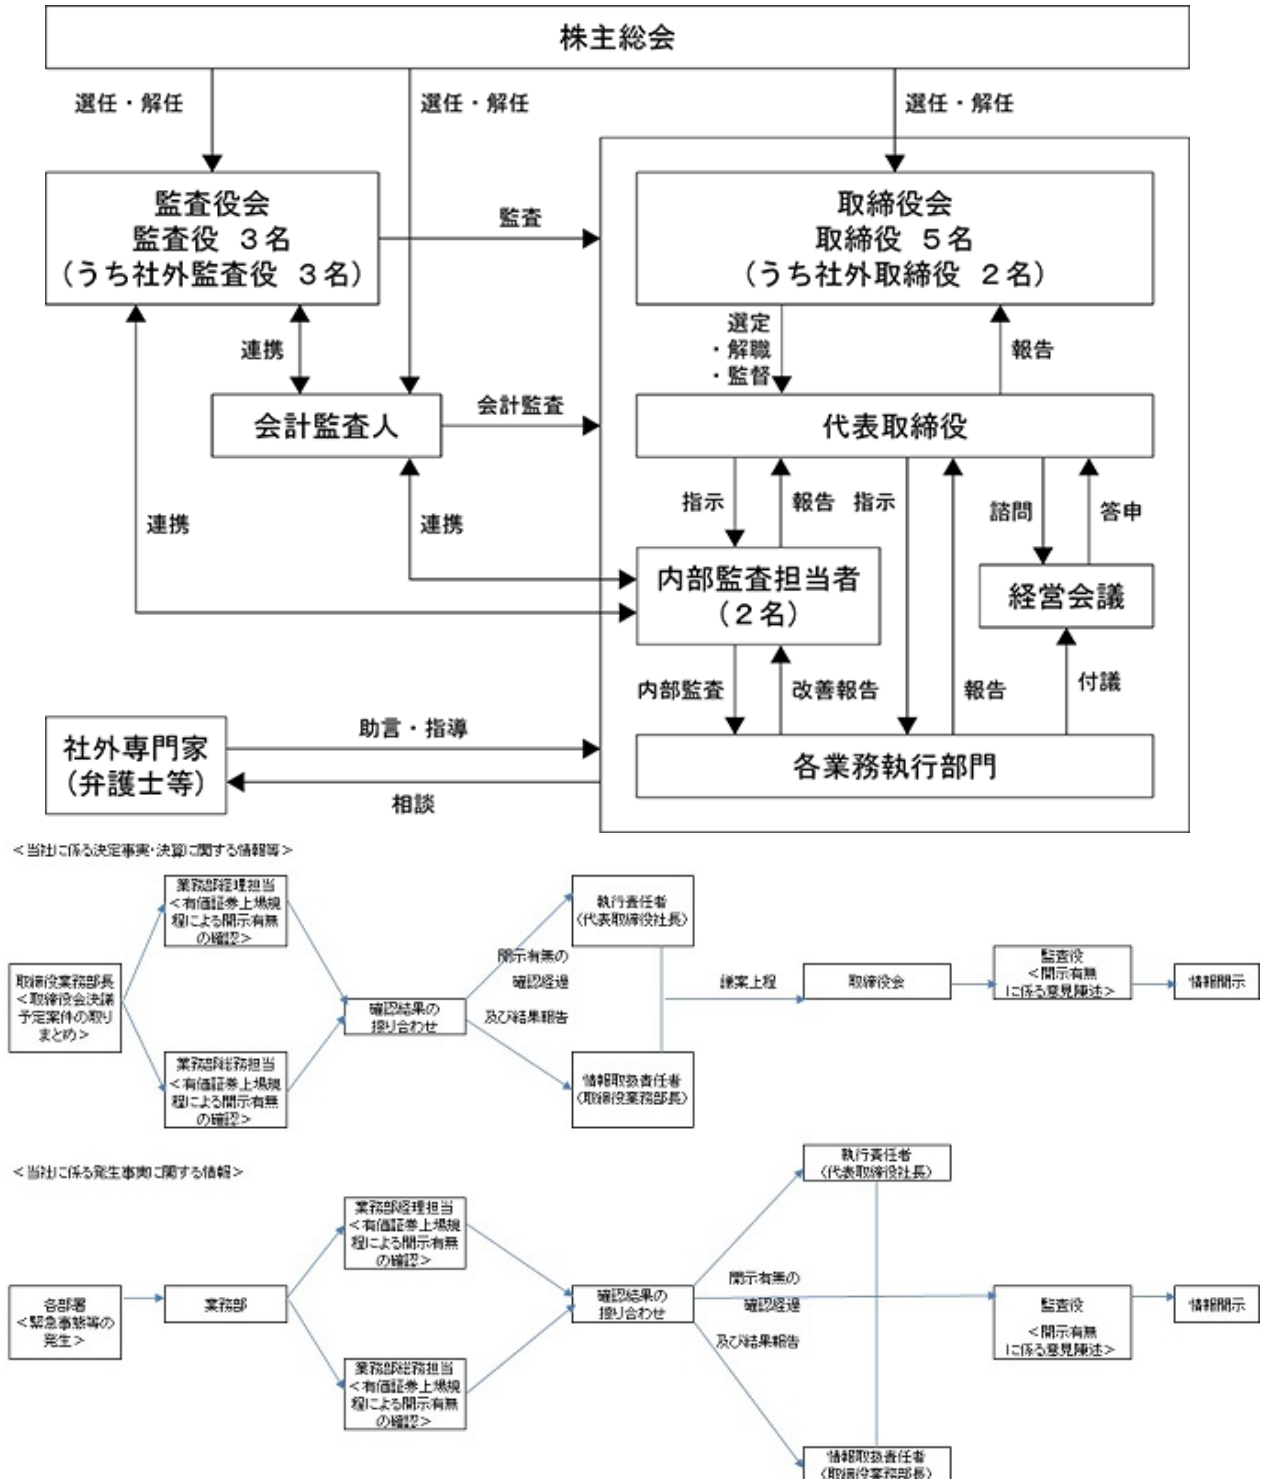 株主総会
選任・解任
選任・解任
選任・解任
監査役会
監査役 3名
(うち社外監査役 3名)
監査
取締役会
取締役 5名
(うち社外取締役 2名)
連携
選定
・解職
・監督
報告
会計監査人
会計監査
代表取締役
連携
連携
指示
報告
指示
報告
諮問
答申
内部監査担当者
(2名)
経営会議
内部監査
改善報告
付議
社外専門家
(弁護士等)
助言・指導
相談
各業務執行部門
<当社に係る決定事実・決算に関する情報等>
取締役業務部長
<取締役会決議
予定案件の取り
まとめ>
業務部経理担当
<有価証券上場規
程による開示有無
の確認>
業務部総務担当
<有価証券上場規
程による開示有無
の確認>
確認結果の
摺り合わせ
開示有無の
確認経過
及び結果報告
執行責任者
(代表取締役社長)
情報取扱責任者
(取締役業務部長)
議案上程
取締役会
監査役
<開示有無
に係る意見陳述>
情報開示
<当社に係る発生事実に関する情報>
各部署
<緊急事態等の
発生>
業務部
業務部経理担当
<有価証券上場規
程による開示有無
の確認>
業務部総務担当
<有価証券上場規
程による開示有無
の確認>
確認結果の
摺り合わせ
開示有無の
確認経過
及び結果報告
執行責任者
(代表取締役社長)
情報取扱責任者
(取締役業務部長)
監査役
<開示有無
に係る意見陳述>
情報開示